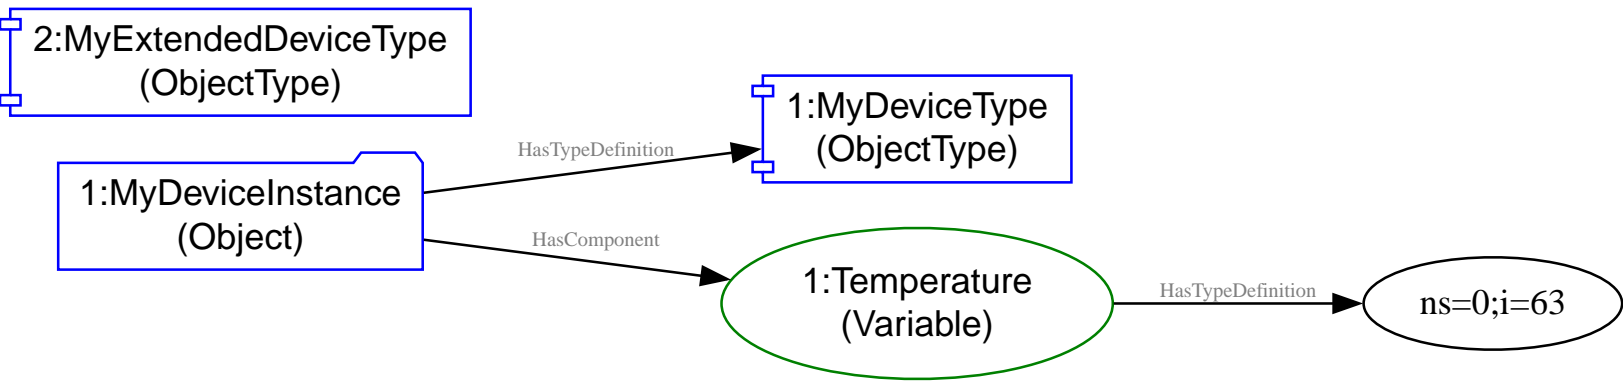 2:MyExtendedDeviceType
(ObjectType)
1:MyDeviceInstance
(Object)
HasTypeDefinition
1:MyDeviceType
(ObjectType)
HasComponent
1:Temperature
(Variable)
HasTypeDefinition
ns=0;i=63